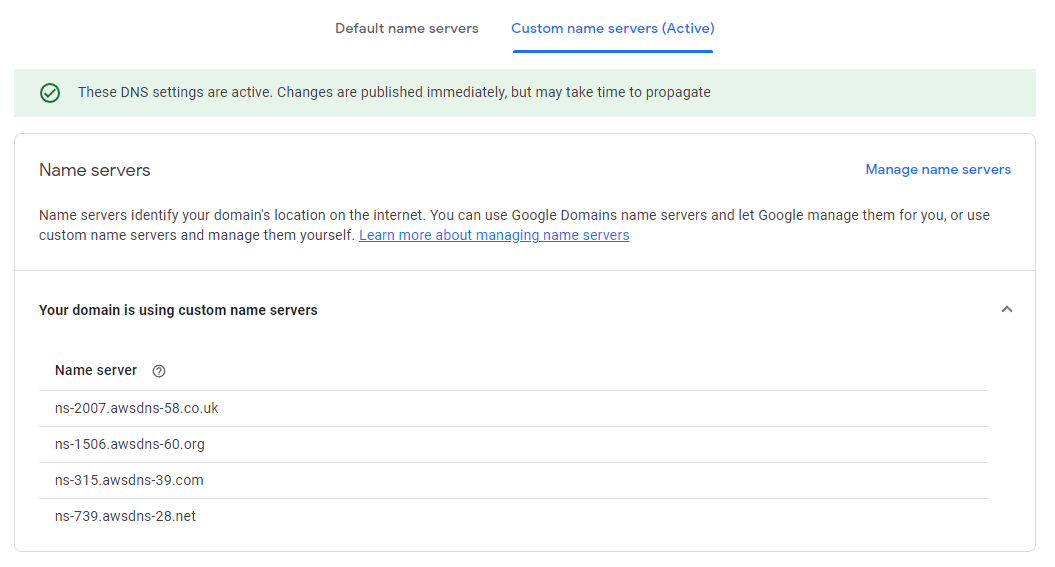 Default name servers
Custom name servers (Active)
These DNS settings are active. Changes are published immediately, but may take time to propagate
Name servers
Manage name servers
Name servers identify your domain's location on the internet. You can use Google Domains name servers and let Google manage them for you, or use
custom name servers and manage them yourself. Learn more about managing name servers
Your domain is using custom name servers
Name server
ns-2007.awsdns-58.co.uk
ns-1506.awsdns-60.org
ns-315.awsdns-39.com
ns-739.awsdns-28.net